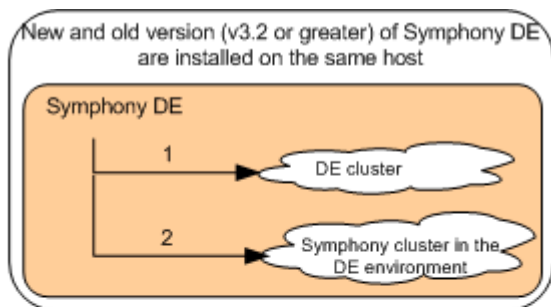 New and old version (v3.2 or greater) of Symphony DE
are installed on the same host
Symphony DE
1
DE cluster
2
Symphony cluster in the
DE environment